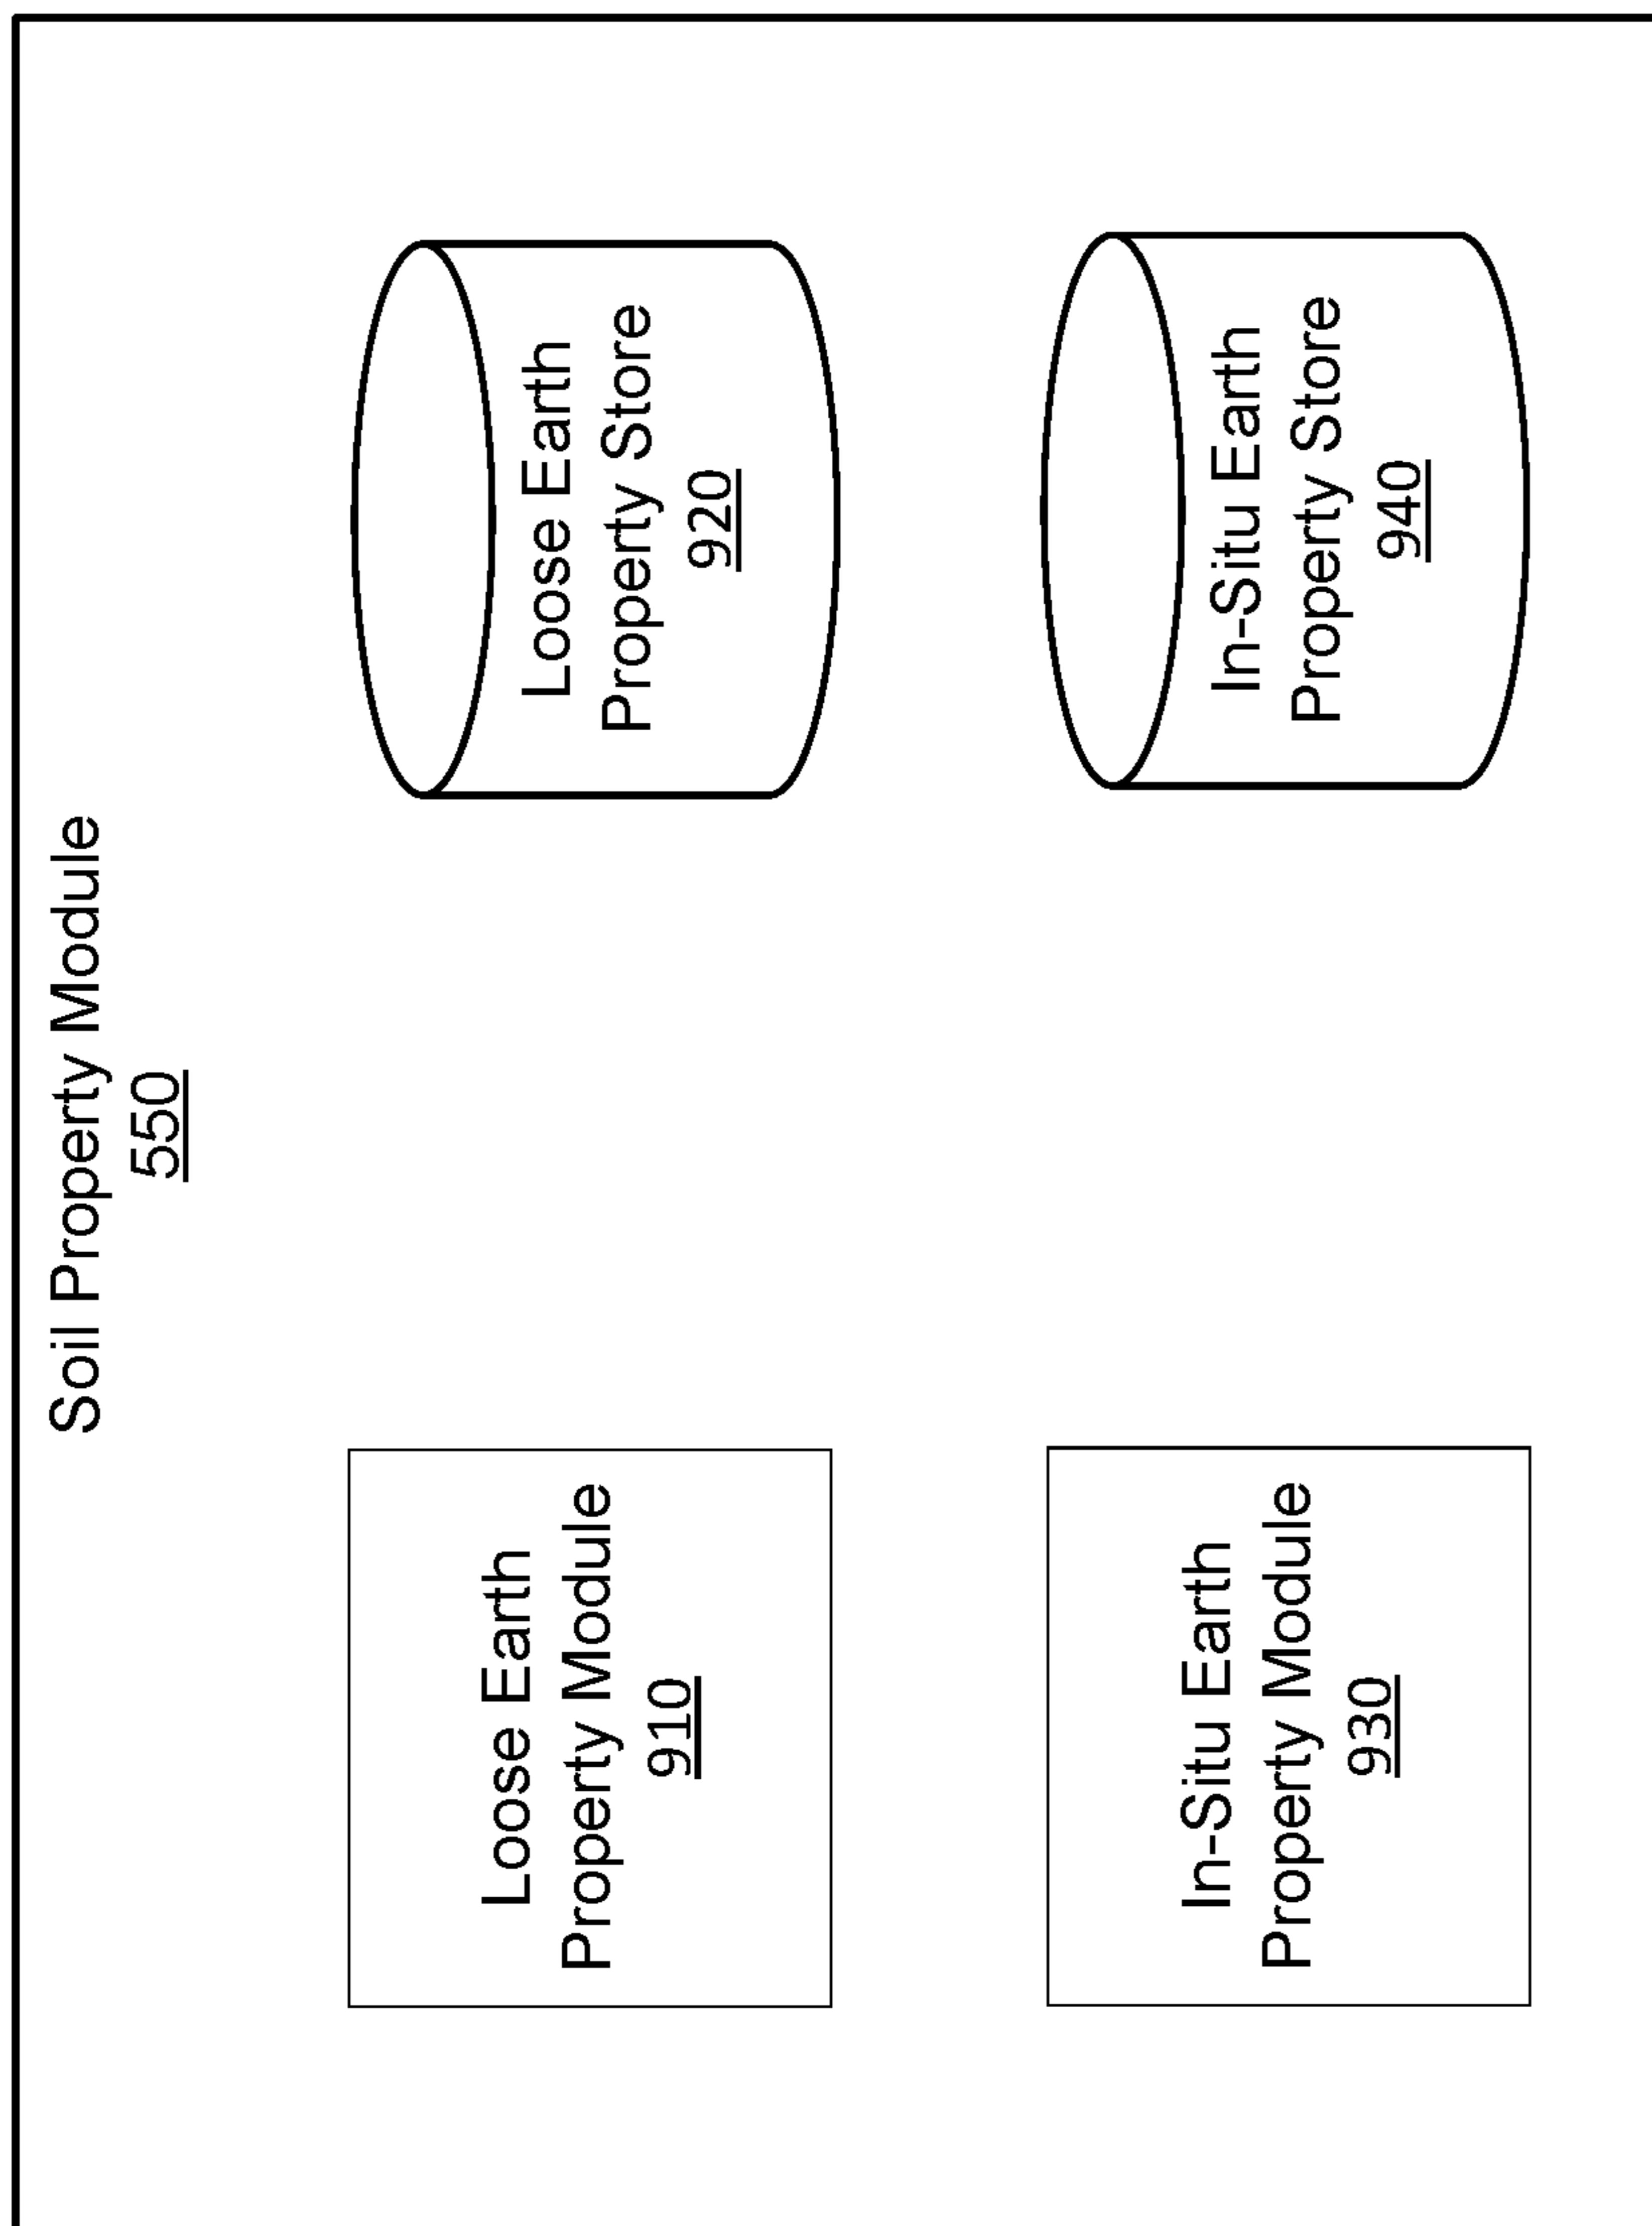 Soil Property Module
550
Loose Earth
Property Module
910
Loose Earth
Property Store
920
In-Situ Earth
Property Module
930
In-Situ Earth
Property Store
940